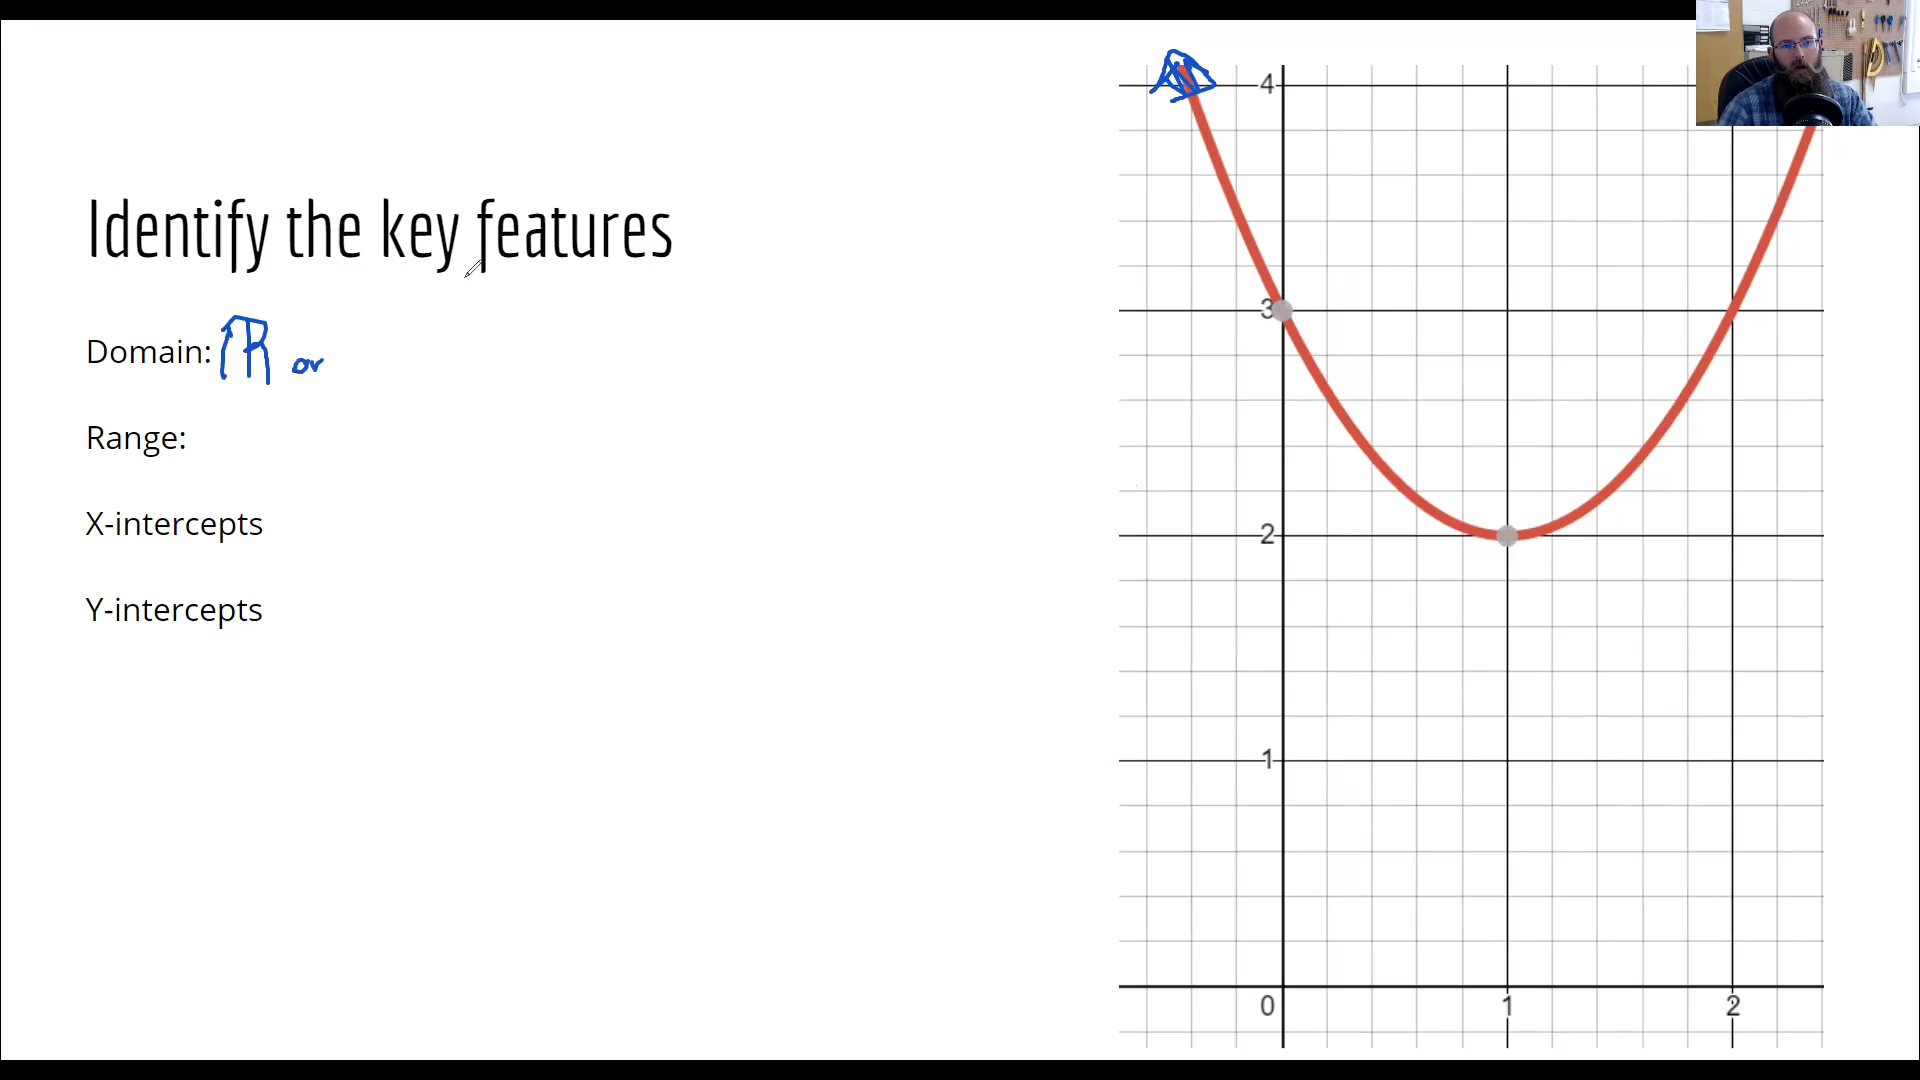 Identify the key features
Domain: ℝ or
Range:
X-intercepts
Y-intercepts
4
3
2
1
0
1
2